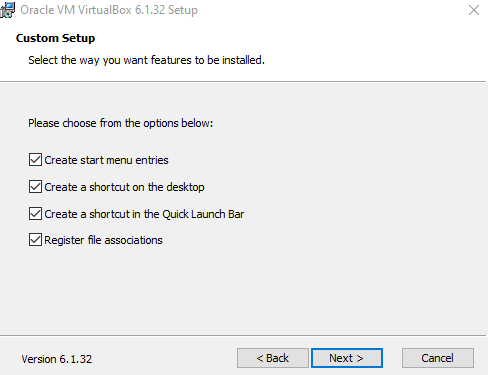 Oracle VM VirtualBox 6.1.32 Setup
Custom Setup
Select the way you want features to be installed.
Please choose from the options below:
Create start menu entries
Create a shortcut on the desktop
Create a shortcut in the Quick Launch Bar
Register file associations
Version 6.1.32
< Back
Next >
Cancel